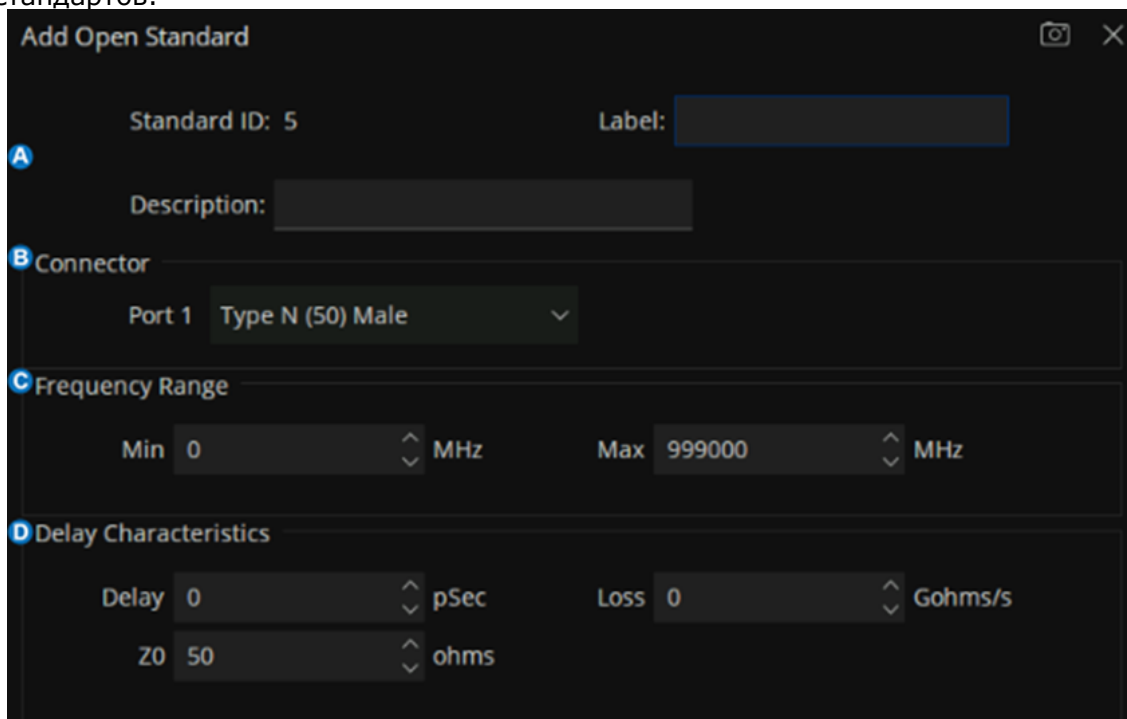 Add Open Standard
Standard ID: 5 Label:
A
Description:
B Connector
Port 1 Type N (50) Male
C Frequency Range
Min 0 MHz Max 999000 MHz
D Delay Characteristics
Delay 0 pSec Loss 0 Gohms/s
Z0 50 ohms